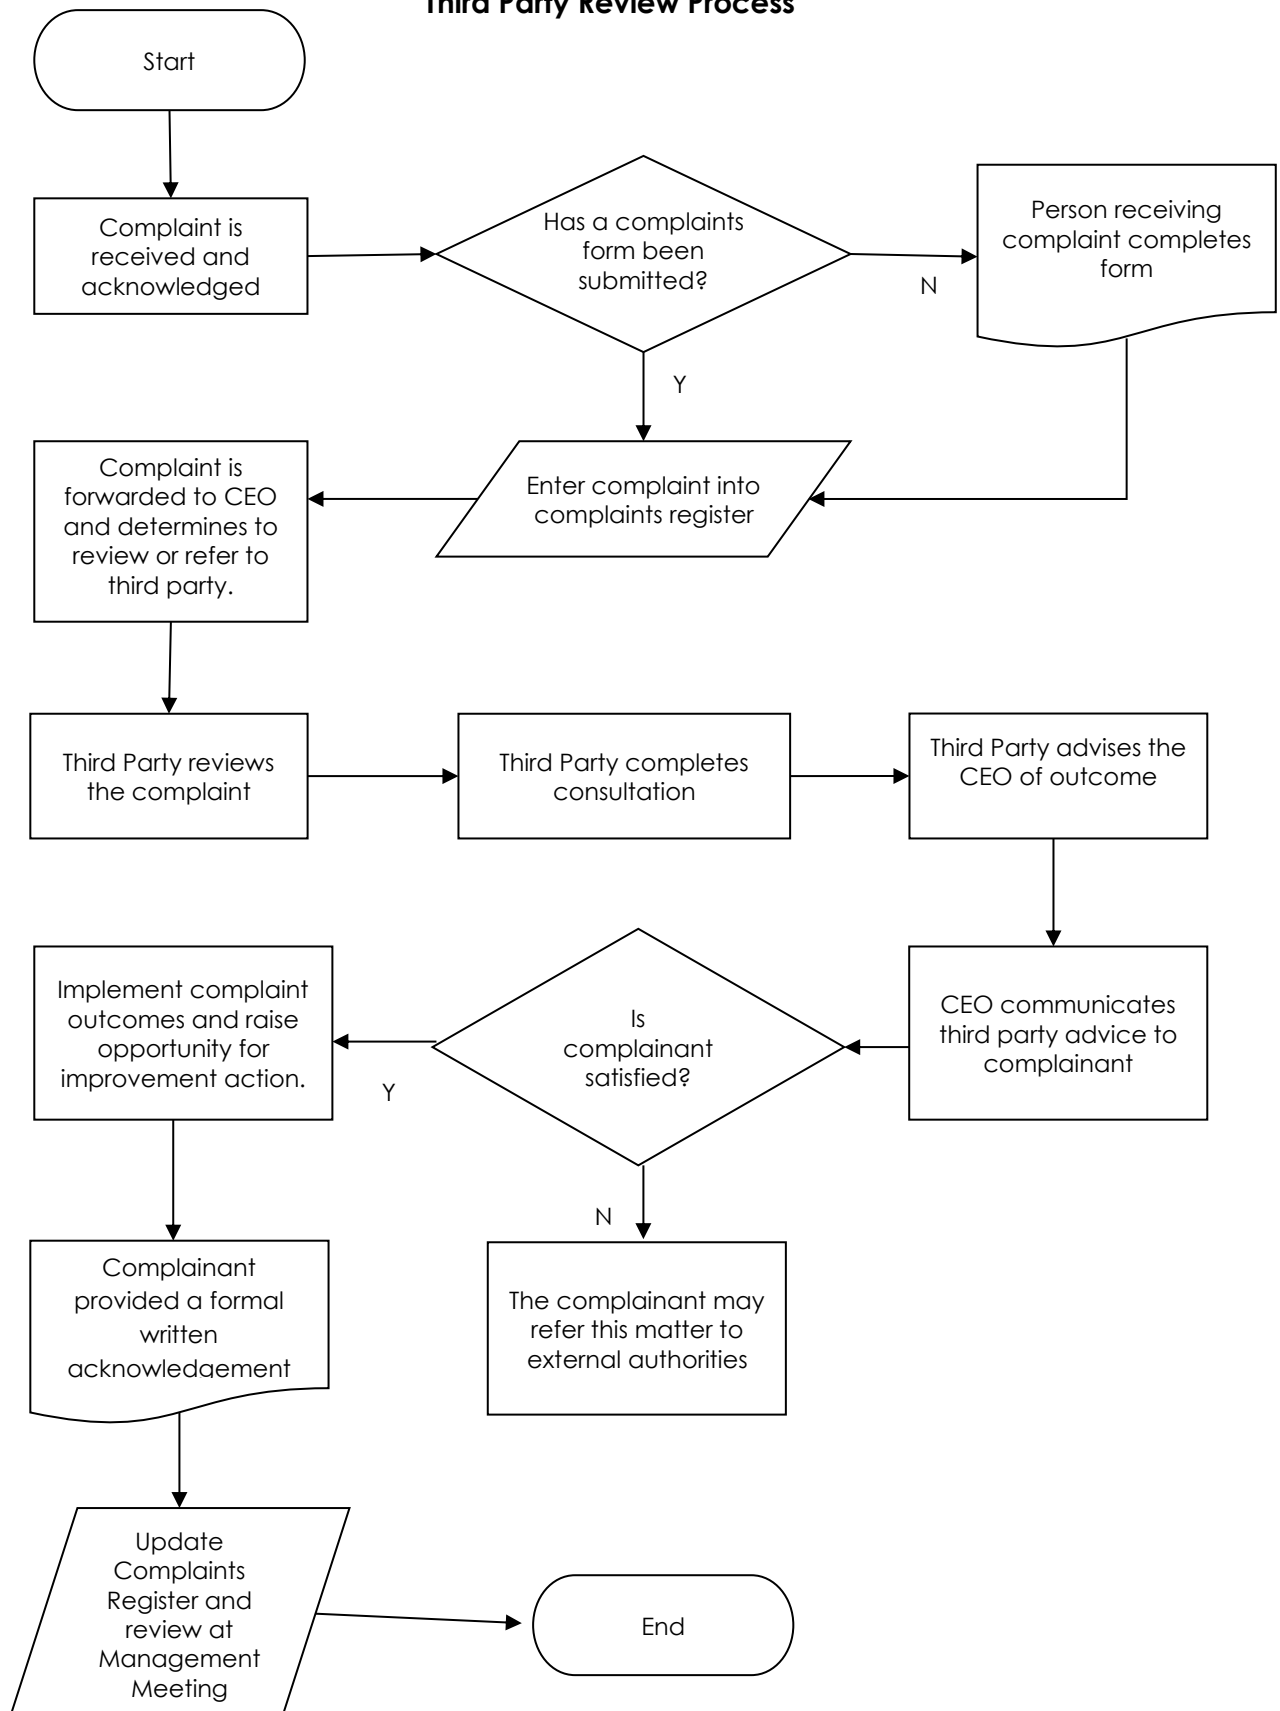 Third Party Review Process
Start
Complaint is
received and
acknowledged
Has a complaints
form been
submitted?
Person receiving
complaint completes
form
N
Y
Complaint is
forwarded to CEO
and determines to
review or refer to
third party.
Enter complaint into
complaints register
Third Party reviews
the complaint
Third Party completes
consultation
Third Party advises the
CEO of outcome
Implement complaint
outcomes and raise
opportunity for
improvement action.
Is
complainant
satisfied?
CEO communicates
third party advice to
complainant
Y
N
Complainant
provided a formal
written
acknowledgement
The complainant may
refer this matter to
external authorities
Update
Complaints
Register and
review at
Management
Meeting
End